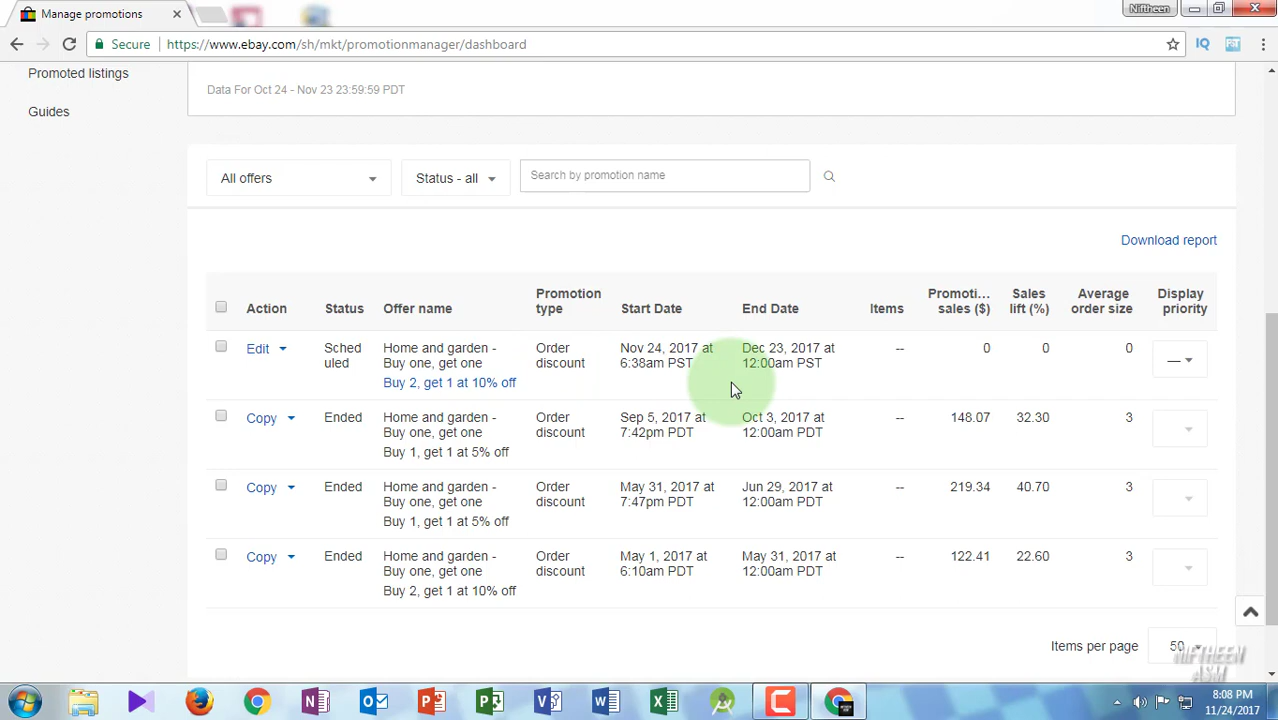 Manage promotions
Niftheen
Secure
https://www.ebay.com/sh/mkt/promotionmanager/dashboard
IQ
Promoted listings
Guides
Data For Oct 24 - Nov 23 23:59:59 PDT
All offers
Status - all
Search by promotion name
Download report
Action Status Offer name Promotion type Start Date End Date Items Promoti... sales ($) Sales lift (%) Average order size Display priority
Edit Scheduled Home and garden - Order Nov 24, 2017 at Dec 23, 2017 at -- 0 0 0 —
Buy one, get one discount 6:38am PST 12:00am PST
Buy 2, get 1 at 10% off
Copy Ended Home and garden - Order Sep 5, 2017 at Oct 3, 2017 at -- 148.07 32.30 3
Buy one, get one discount 7:42pm PDT 12:00am PDT
Buy 1, get 1 at 5% off
Copy Ended Home and garden - Order May 31, 2017 at Jun 29, 2017 at -- 219.34 40.70 3
Buy one, get one discount 7:47pm PDT 12:00am PDT
Buy 1, get 1 at 5% off
Copy Ended Home and garden - Order May 1, 2017 at May 31, 2017 at -- 122.41 22.60 3
Buy one, get one discount 6:10am PDT 12:00am PDT
Buy 2, get 1 at 10% off
Items per page 50
NIFTHEEN
ASM
8:08 PM
11/24/2017